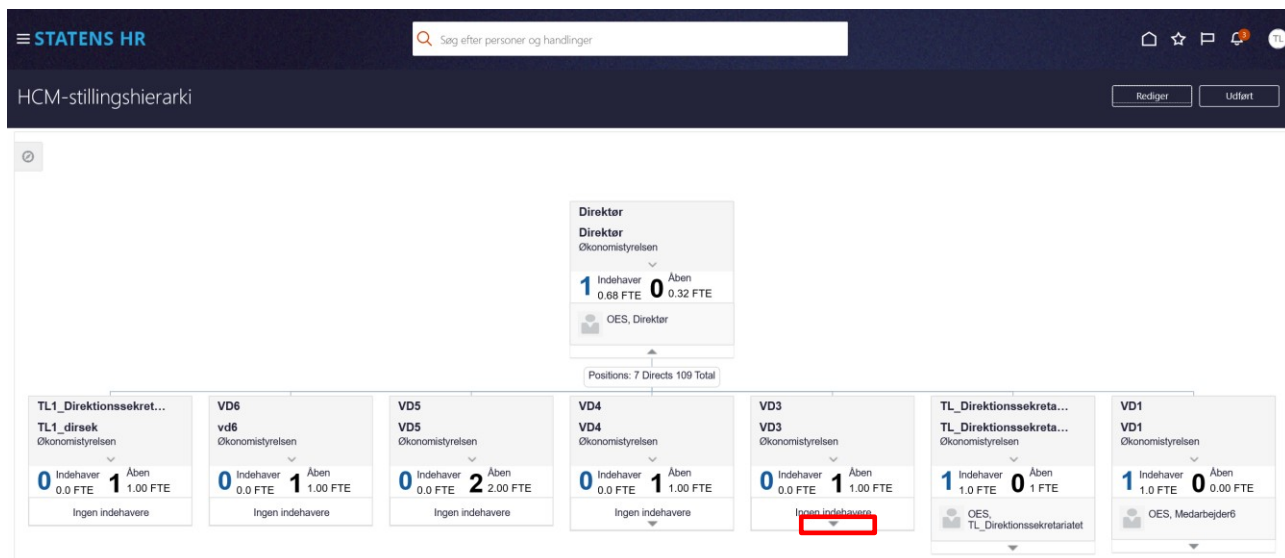 STATENS HR
Søg efter personer og handlinger
3
TL
HCM-stillingshierarki
Rediger
Udført
Direktør
Direktør
Økonomistyrelsen
1 Indehaver 0.68 FTE 0 Åben 0.32 FTE
OES, Direktør
Positions: 7 Directs 109 Total
TL1_Direktionssekret...
TL1_dirsek
Økonomistyrelsen
0 Indehaver 0.0 FTE 1 Åben 1.00 FTE
Ingen indehavere
VD6
vd6
Økonomistyrelsen
0 Indehaver 0.0 FTE 1 Åben 1.00 FTE
Ingen indehavere
VD5
VD5
Økonomistyrelsen
0 Indehaver 0.0 FTE 2 Åben 2.00 FTE
Ingen indehavere
VD4
VD4
Økonomistyrelsen
0 Indehaver 0.0 FTE 1 Åben 1.00 FTE
Ingen indehavere
VD3
VD3
Økonomistyrelsen
0 Indehaver 0.0 FTE 1 Åben 1.00 FTE
Ingen indehavere
TL_Direktionssekreta...
TL_Direktionssekreta...
Økonomistyrelsen
1 Indehaver 1.0 FTE 0 Åben 1 FTE
OES,
TL_Direktionssekretariatet
VD1
VD1
Økonomistyrelsen
1 Indehaver 1.0 FTE 0 Åben 0.00 FTE
OES, Medarbejder6